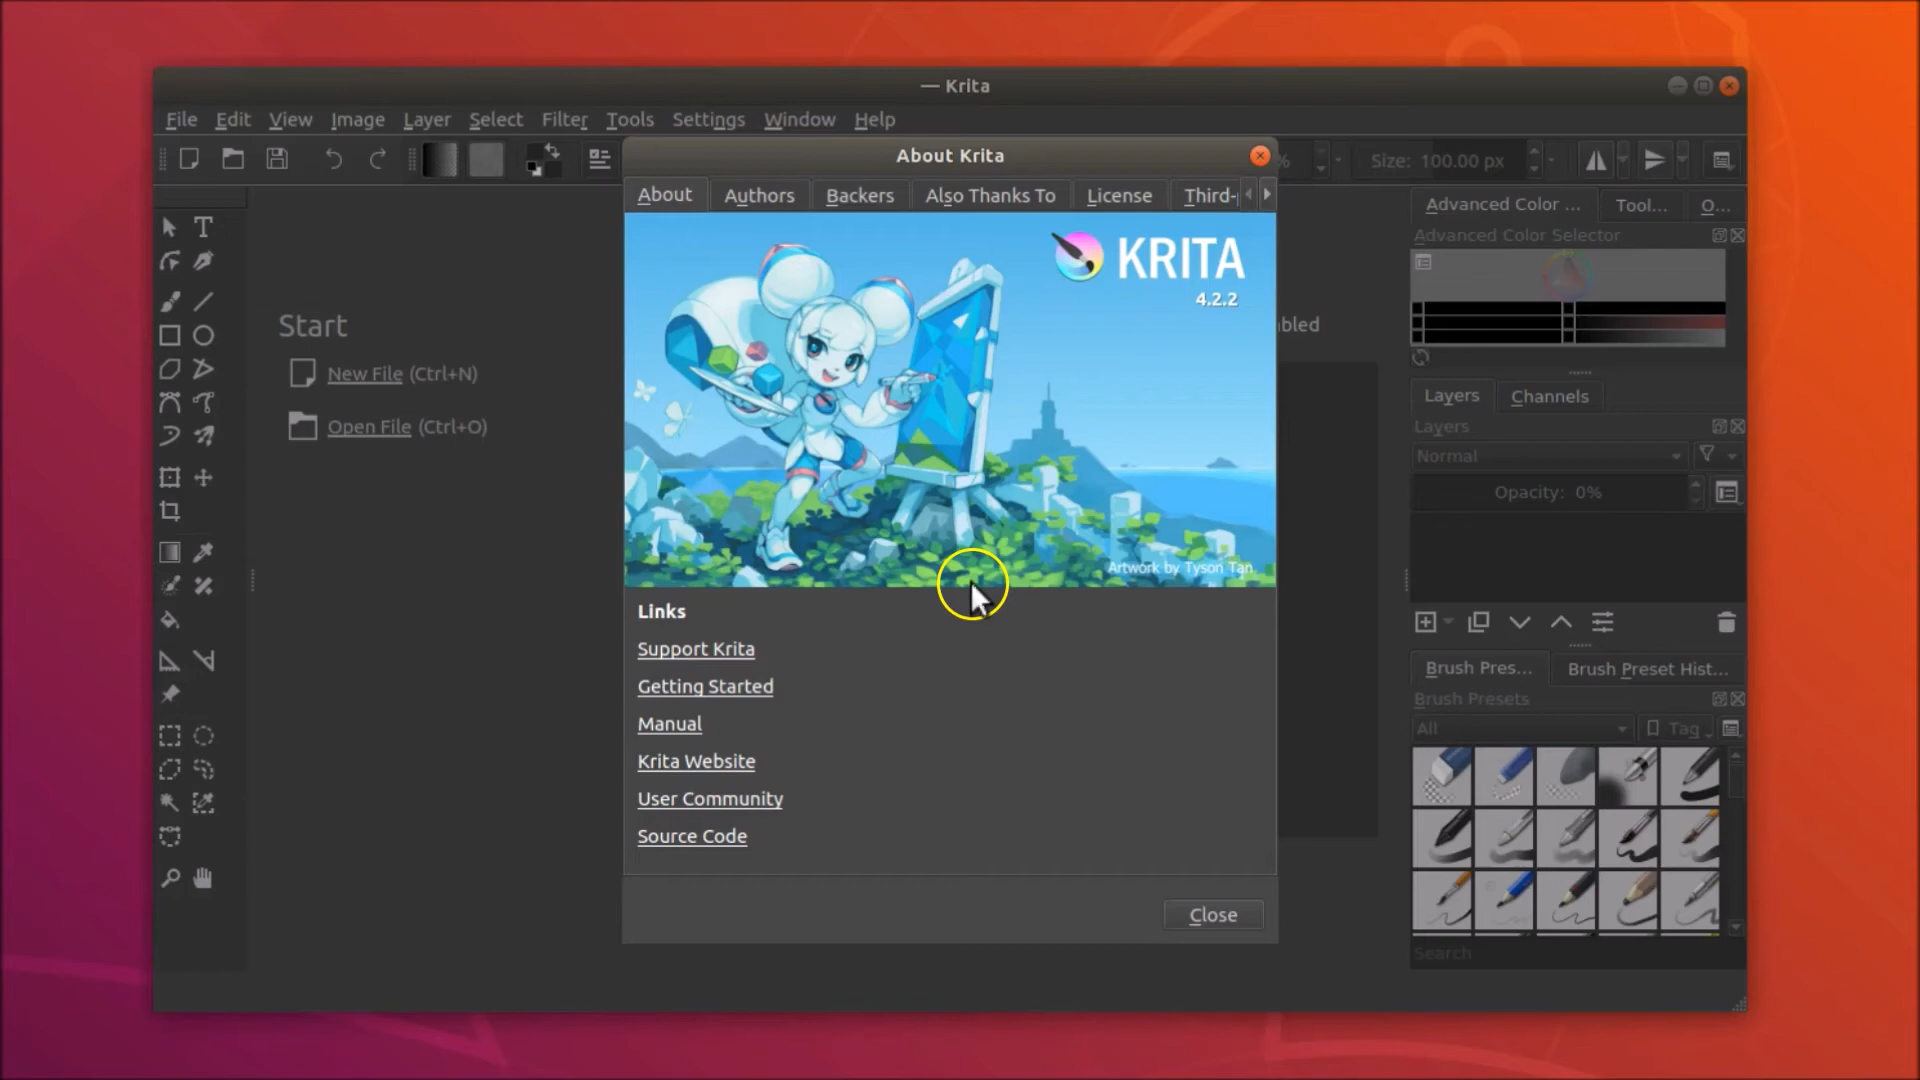 — Krita
File Edit View Image Layer Select Filter Tools Settings Window Help
% Size: 100.00 px
About Krita
About Authors Backers Also Thanks To License Third-
KRITA
4.2.2
Artwork by Tyson Tan
Links
Support Krita
Getting Started
Manual
Krita Website
User Community
Source Code
Close
Start
New File (Ctrl+N)
Open File (Ctrl+O)
bled
Advanced Color ... Tool... O...
Advanced Color Selector
Layers Channels
Layers
Normal
Opacity: 0%
Brush Pres... Brush Preset Hist...
Brush Presets
All Tag
Search